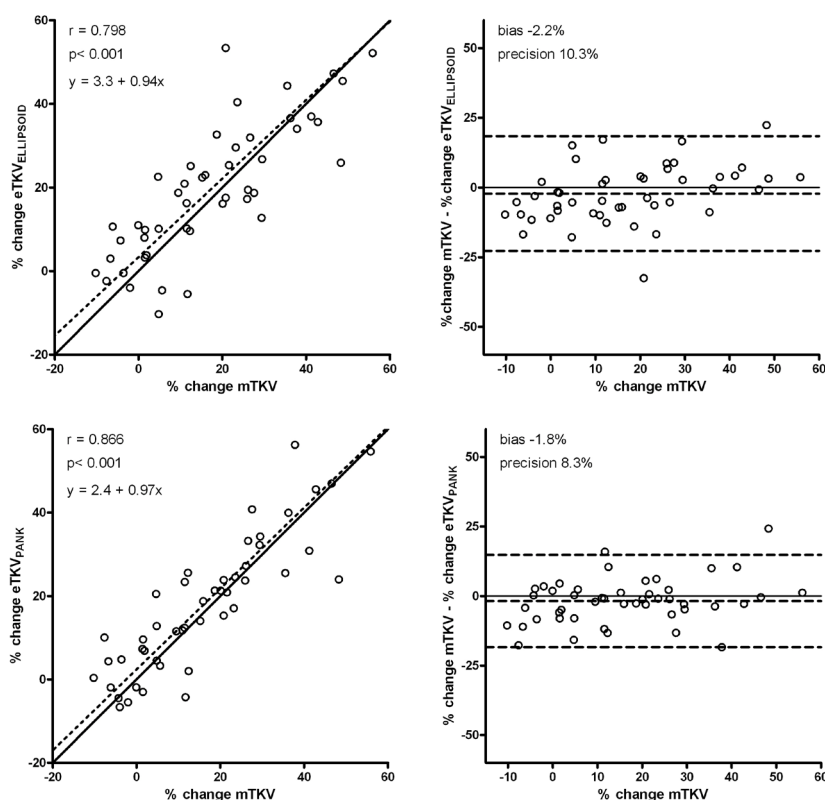 r = 0.798
p< 0.001
y = 3.3 + 0.94x
% change eTKVELLIPSOID
60
40
20
0
-20
-20 0 20 40 60
% change mTKV
bias -2.2%
precision 10.3%
%change mTKV - %change eTKVELLIPSOID
50
25
0
-25
-50
-10 0 10 20 30 40 50 60
% change mTKV
r = 0.866
p< 0.001
y = 2.4 + 0.97x
% change eTKVPANK
60
40
20
0
-20
-20 0 20 40 60
% change mTKV
bias -1.8%
precision 8.3%
% change mTKV - % change eTKVPANK
50
25
0
-25
-50
-10 0 10 20 30 40 50 60
% change mTKV